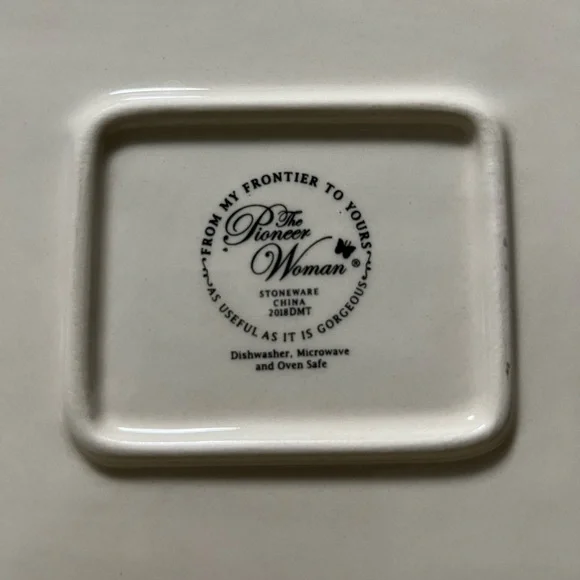 FROM MY FRONTIER TO YOURS
The
Pioneer
Woman ®
STONEWARE
CHINA
2018DMT
AS USEFUL AS IT IS GORGEOUS
Dishwasher, Microwave
and Oven Safe